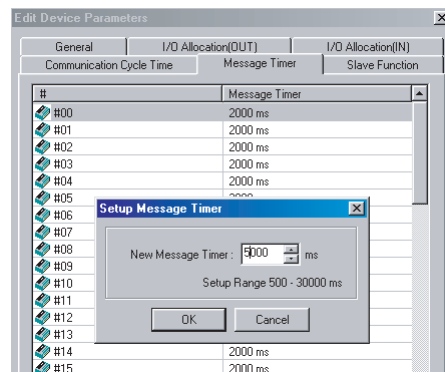 Edit Device Parameters
General I/O Allocation(OUT) I/O Allocation(IN)
Communication Cycle Time Message Timer Slave Function
# Message Timer
#00 2000 ms
#01 2000 ms
#02 2000 ms
#03 2000 ms
#04 2000 ms
#05
#06
#07
#08
#09
#10
#11
#12
#13
#14 2000 ms
#15 2000 ms
Setup Message Timer
New Message Timer : 5000 ms
Setup Range 500 - 30000 ms
OK Cancel